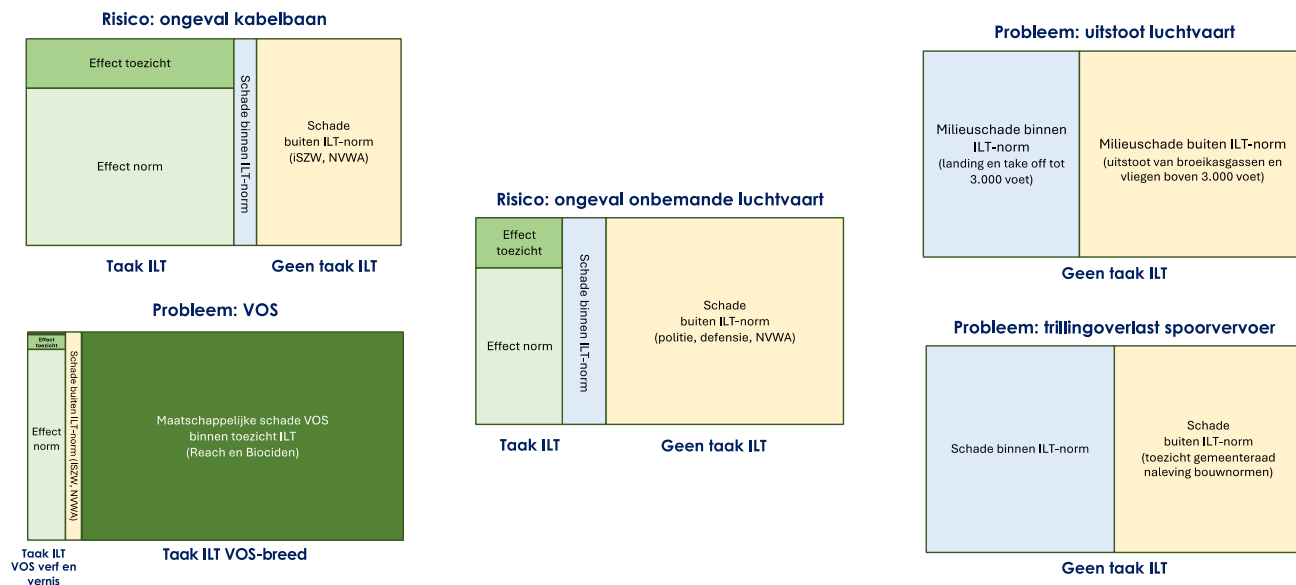 Risico: ongeval kabelbaan
Effect toezicht
Effect norm
Schade binnen ILT-norm
Schade
buiten ILT-norm
(iSZW, NVWA)
Taak ILT
Geen taak ILT
Probleem: VOS
Effect
toezicht
Effect
norm
Schade buiten ILT-norm (ISZW, NVWA)
Maatschappelijke schade VOS
binnen toezicht ILT
(Reach en Biociden)
Taak ILT
VOS verf en
vernis
Taak ILT VOS-breed
Risico: ongeval onbemande luchtvaart
Effect
toezicht
Effect norm
Schade binnen ILT-norm
Schade
buiten ILT-norm
(politie, defensie, NVWA)
Taak ILT
Geen taak ILT
Probleem: uitstoot luchtvaart
Milieuschade binnen
ILT-norm
(landing en take off tot
3.000 voet)
Milieuschade buiten ILT-norm
(uitstoot van broeikasgassen en
vliegen boven 3.000 voet)
Geen taak ILT
Probleem: trillingoverlast spoorvervoer
Schade binnen ILT-norm
Schade
buiten ILT-norm
(toezicht gemeenteraad
naleving bouwnormen)
Geen taak ILT